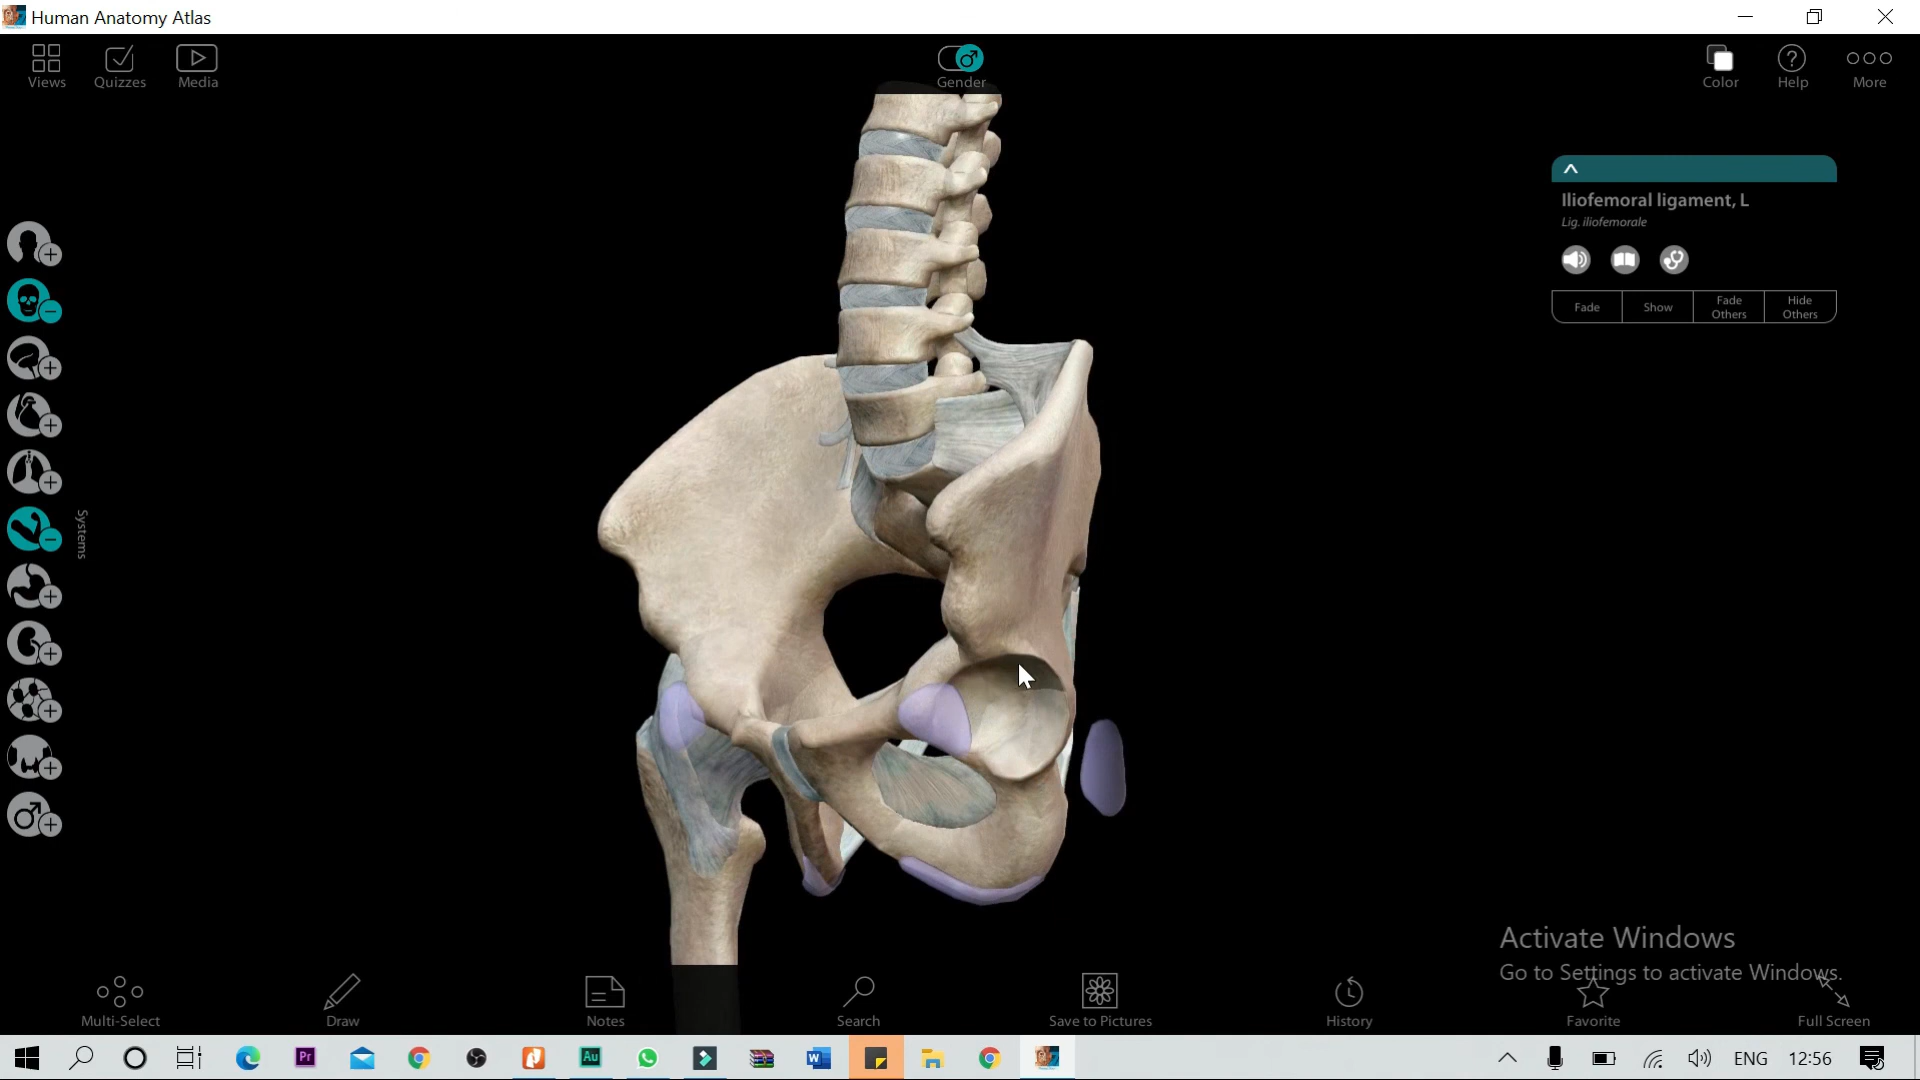 Human Anatomy Atlas
Views
Quizzes
Media
Gender
Color
Help
More
Iliofemoral ligament, L
Lig. iliofemorale
Fade
Show
Fade
Others
Hide
Others
Systems
Activate Windows
Go to Settings to activate Windows.
Multi-Select
Draw
Notes
Search
Save to Pictures
History
Favorite
Full Screen
Pr
Au
W
ENG
12:56